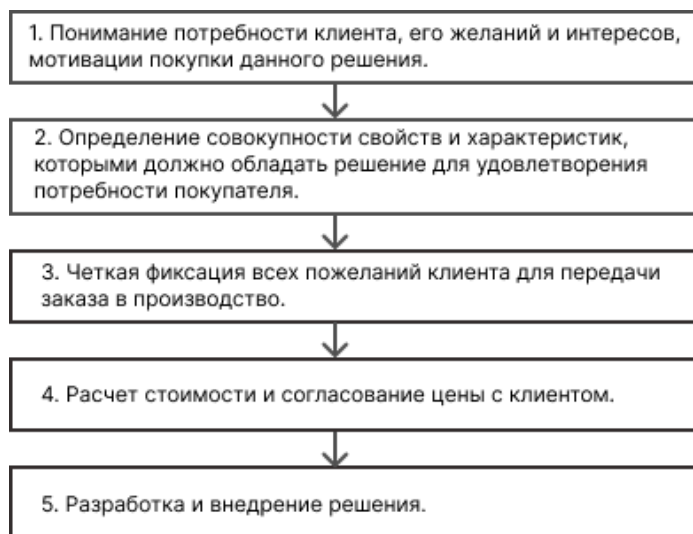 1. Понимание потребности клиента, его желаний и интересов,
мотивации покупки данного решения.
2. Определение совокупности свойств и характеристик,
которыми должно обладать решение для удовлетворения
потребности покупателя.
3. Четкая фиксация всех пожеланий клиента для передачи
заказа в производство.
4. Расчет стоимости и согласование цены с клиентом.
5. Разработка и внедрение решения.